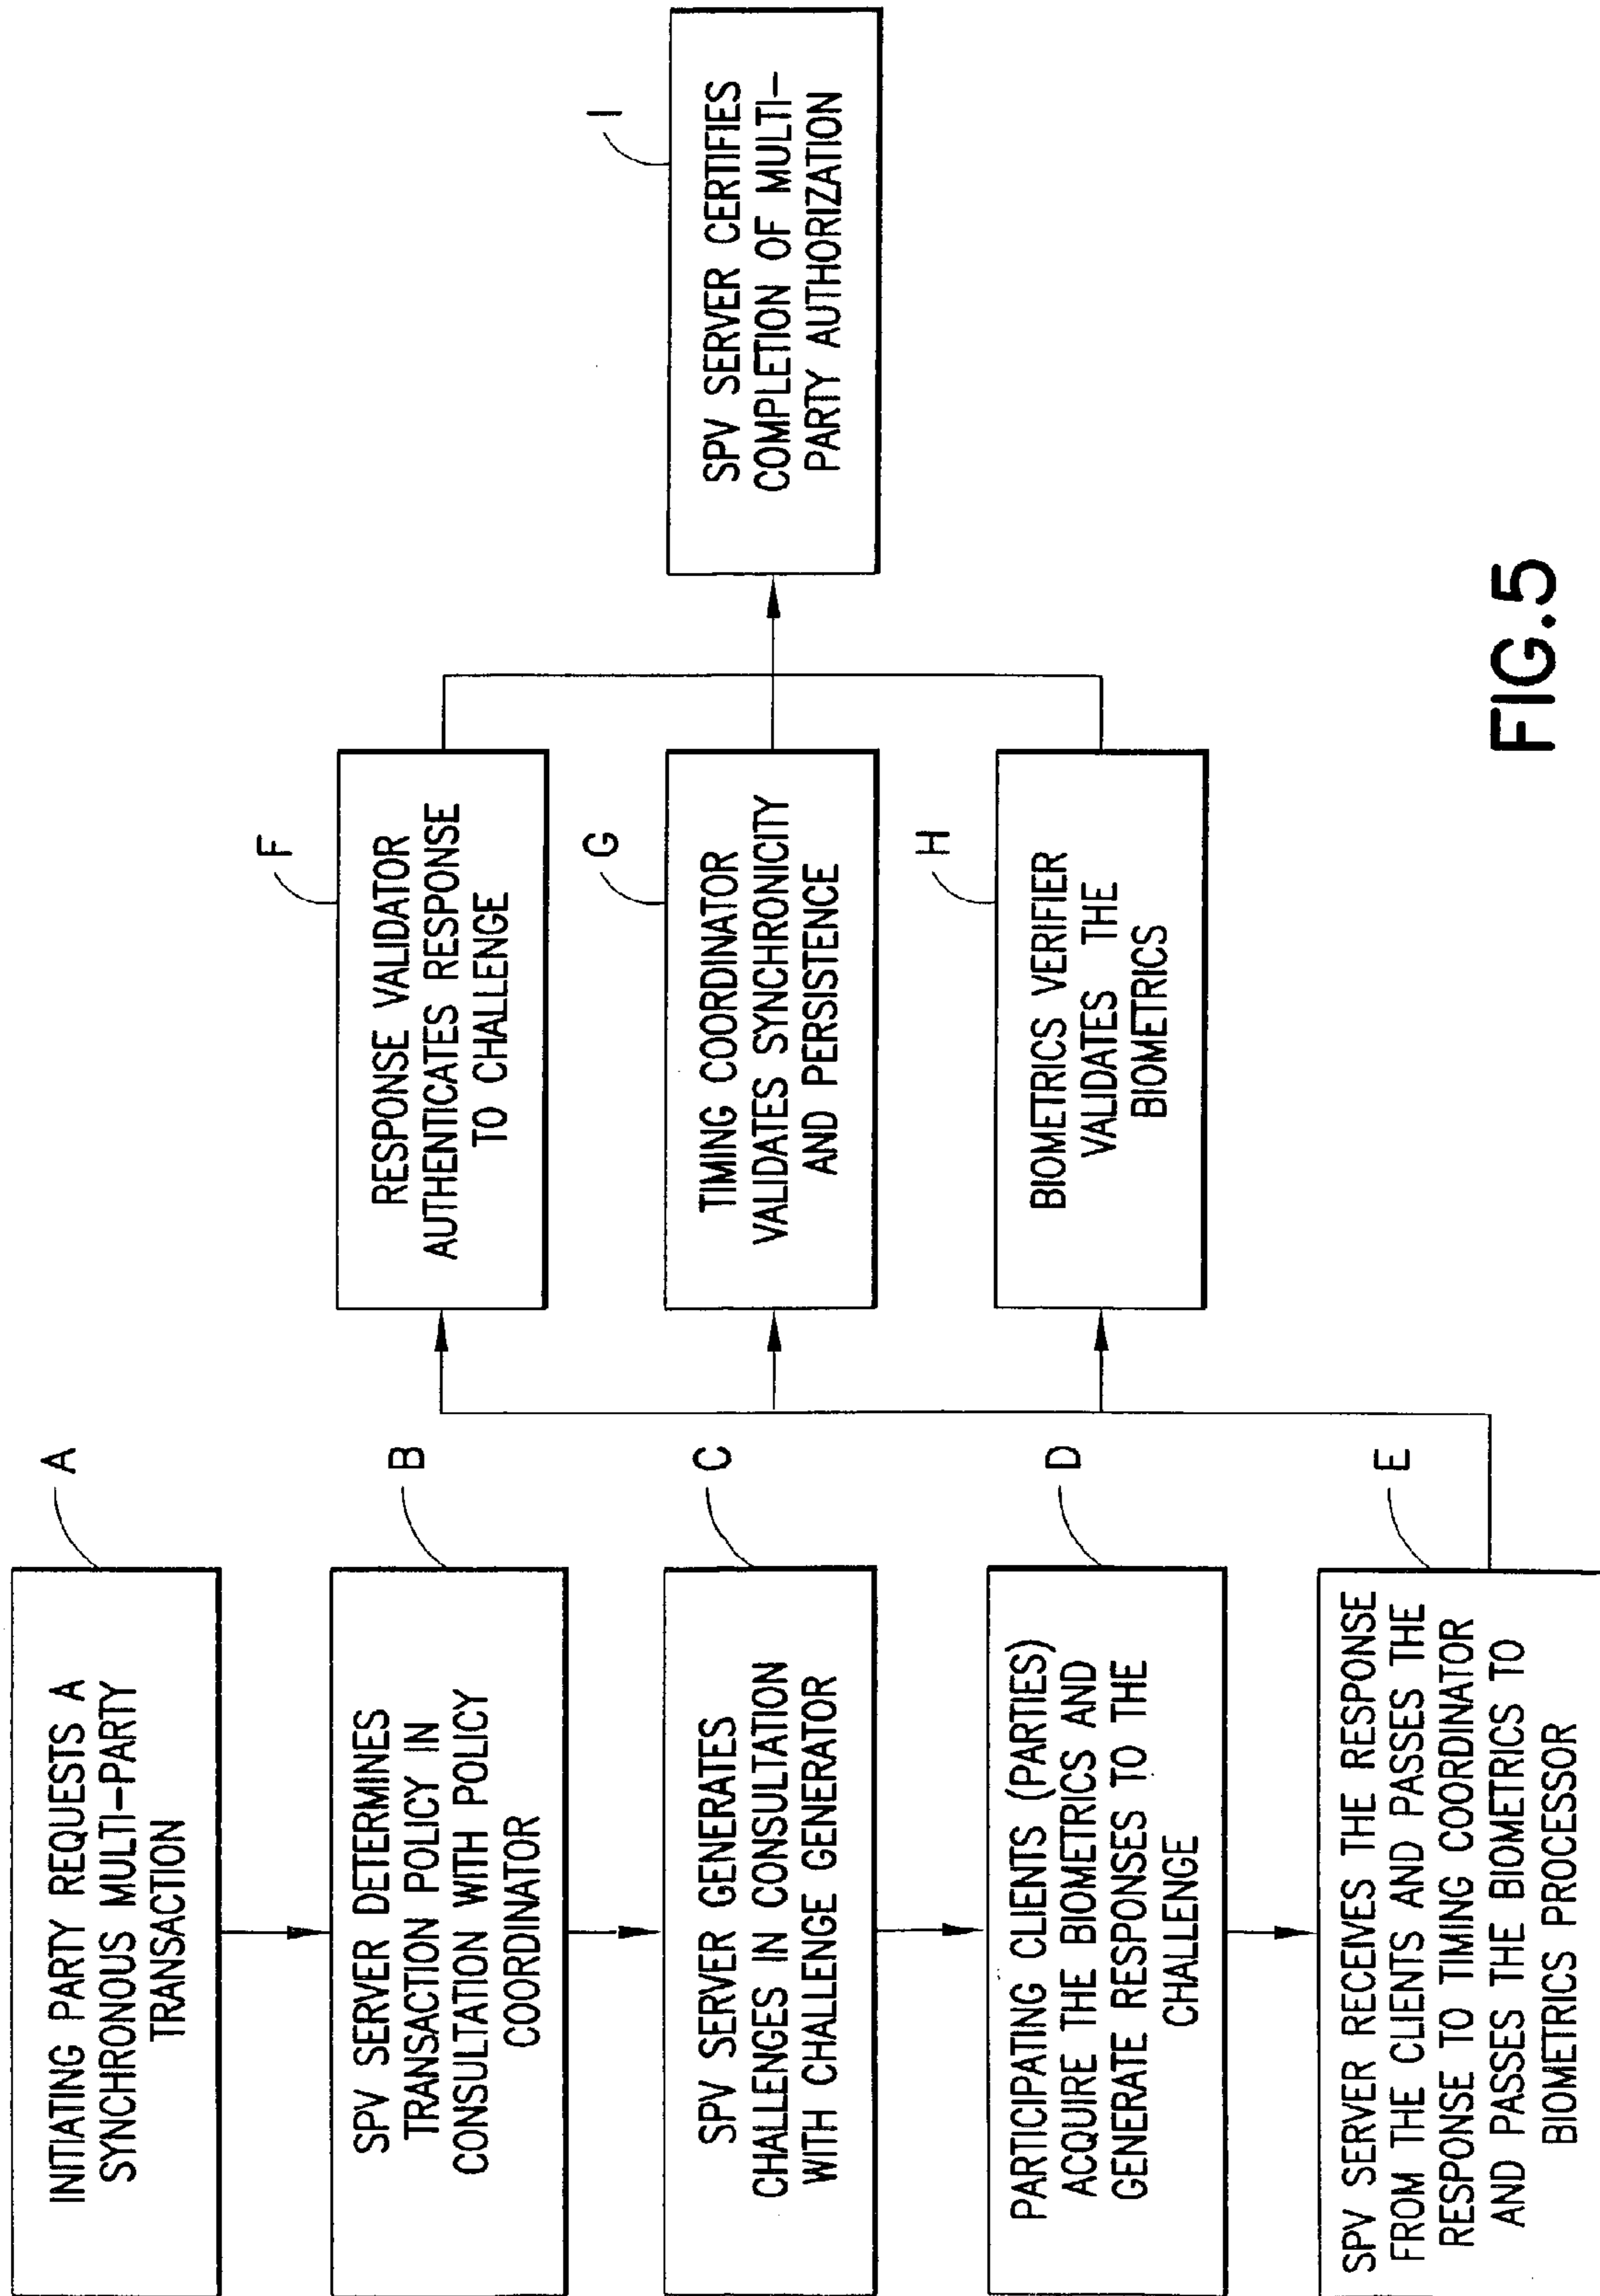 A
INITIATING PARTY REQUESTS A
SYNCHRONOUS MULTI-PARTY
TRANSACTION
B
SPV SERVER DETERMINES
TRANSACTION POLICY IN
CONSULTATION WITH POLICY
COORDINATOR
C
SPV SERVER GENERATES
CHALLENGES IN CONSULTATION
WITH CHALLENGE GENERATOR
D
PARTICIPATING CLIENTS (PARTIES)
ACQUIRE THE BIOMETRICS AND
GENERATE RESPONSES TO THE
CHALLENGE
E
SPV SERVER RECEIVES THE RESPONSE
FROM THE CLIENTS AND PASSES THE
RESPONSE TO TIMING COORDINATOR
AND PASSES THE BIOMETRICS TO
BIOMETRICS PROCESSOR
F
RESPONSE VALIDATOR
AUTHENTICATES RESPONSE
TO CHALLENGE
G
TIMING COORDINATOR
VALIDATES SYNCHRONICITY
AND PERSISTENCE
H
BIOMETRICS VERIFIER
VALIDATES THE
BIOMETRICS
I
SPV SERVER CERTIFIES
COMPLETION OF MULTI-
PARTY AUTHORIZATION
FIG.5